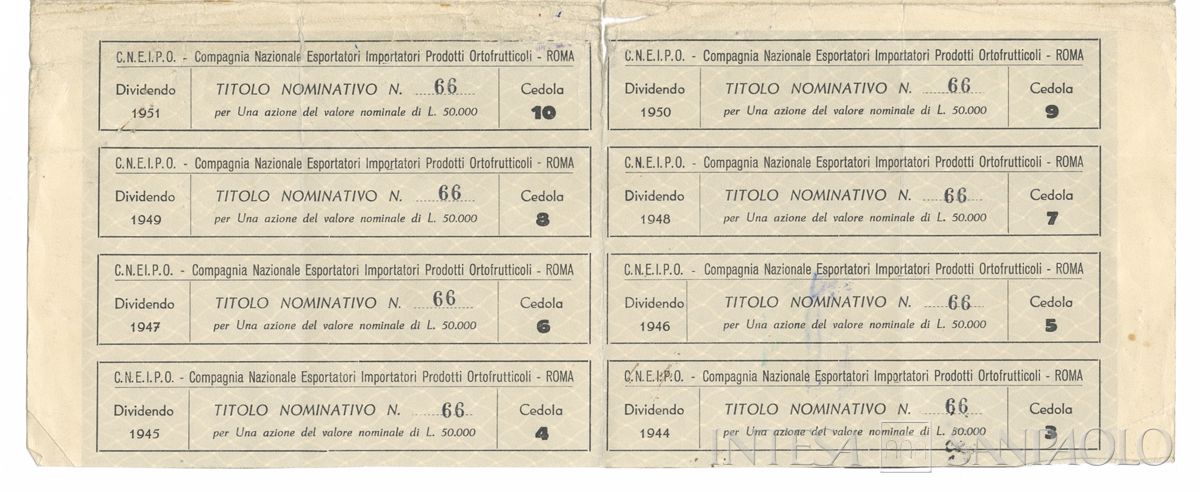 C.N.E.I.P.O. - Compagnia Nazionale Esportatori Importatori Prodotti Ortofrutticoli - ROMA
Dividendo TITOLO NOMINATIVO N. 66 Cedola
1951 per Una azione del valore nominale di L. 50.000 10
C.N.E.I.P.O. - Compagnia Nazionale Esportatori Importatori Prodotti Ortofrutticoli - ROMA
Dividendo TITOLO NOMINATIVO N. 66 Cedola
1950 per Una azione del valore nominale di L. 50.000 9
C.N.E.I.P.O. - Compagnia Nazionale Esportatori Importatori Prodotti Ortofrutticoli - ROMA
Dividendo TITOLO NOMINATIVO N. 66 Cedola
1949 per Una azione del valore nominale di L. 50.000 8
C.N.E.I.P.O. - Compagnia Nazionale Esportatori Importatori Prodotti Ortofrutticoli - ROMA
Dividendo TITOLO NOMINATIVO N. 66 Cedola
1948 per Una azione del valore nominale di L. 50.000 7
C.N.EI.P.O. - Compagnia Nazionale Esportatori Importatori Prodotti Ortofrutticoli - ROMA
Dividendo TITOLO NOMINATIVO N. 66 Cedola
1947 per Una azione del valore nominale di L. 50.000 6
C.N.E.I.P.O. - Compagnia Nazionale Esportatori Importatori Prodotti Ortofrutticoli - ROMA
Dividendo TITOLO NOMINATIVO N. 66 Cedola
1946 per Una azione del valore nominale di L. 50.000 5
C.N.E.I.P.O. - Compagnia Nazionale Esportatori Importatori Prodotti Ortofrutticoli - ROMA
Dividendo TITOLO NOMINATIVO N. 66 Cedola
1945 per Una azione del valore nominale di L. 50.000 4
C.N.E.I.P.O. - Compagnia Nazionale Esportatori Importatori Prodotti Ortofrutticoli - ROMA
Dividendo TITOLO NOMINATIVO N. 66 Cedola
1944 per Una azione del valore nominale di L. 50.000 3
INTESA SANPAOLO